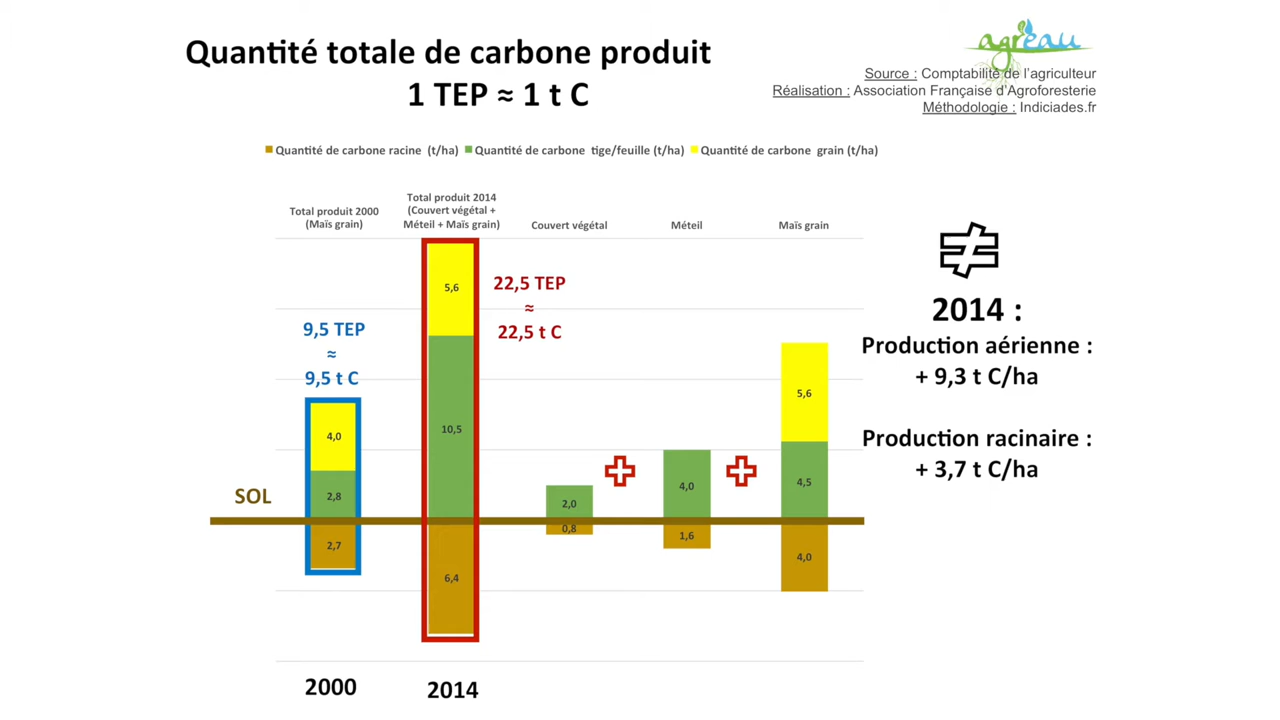 Quantité totale de carbone produit
1 TEP ≈ 1 t C
agr'eau
Source : Comptabilité de l'agriculteur
Réalisation : Association Française d'Agroforesterie
Méthodologie : Indiciades.fr
Quantité de carbone racine (t/ha) Quantité de carbone tige/feuille (t/ha) Quantité de carbone grain (t/ha)
Total produit 2000
(Maïs grain)
Total produit 2014
(Couvert végétal +
Méteil + Maïs grain)
Couvert végétal
Méteil
Maïs grain
9,5 TEP
≈
9,5 t C
4,0
2,8
2,7
5,6
10,5
6,4
22,5 TEP
≈
22,5 t C
2,0
0,8
4,0
1,6
5,6
4,5
4,0
SOL
≠
2014 :
Production aérienne :
+ 9,3 t C/ha
Production racinaire :
+ 3,7 t C/ha
2000
2014